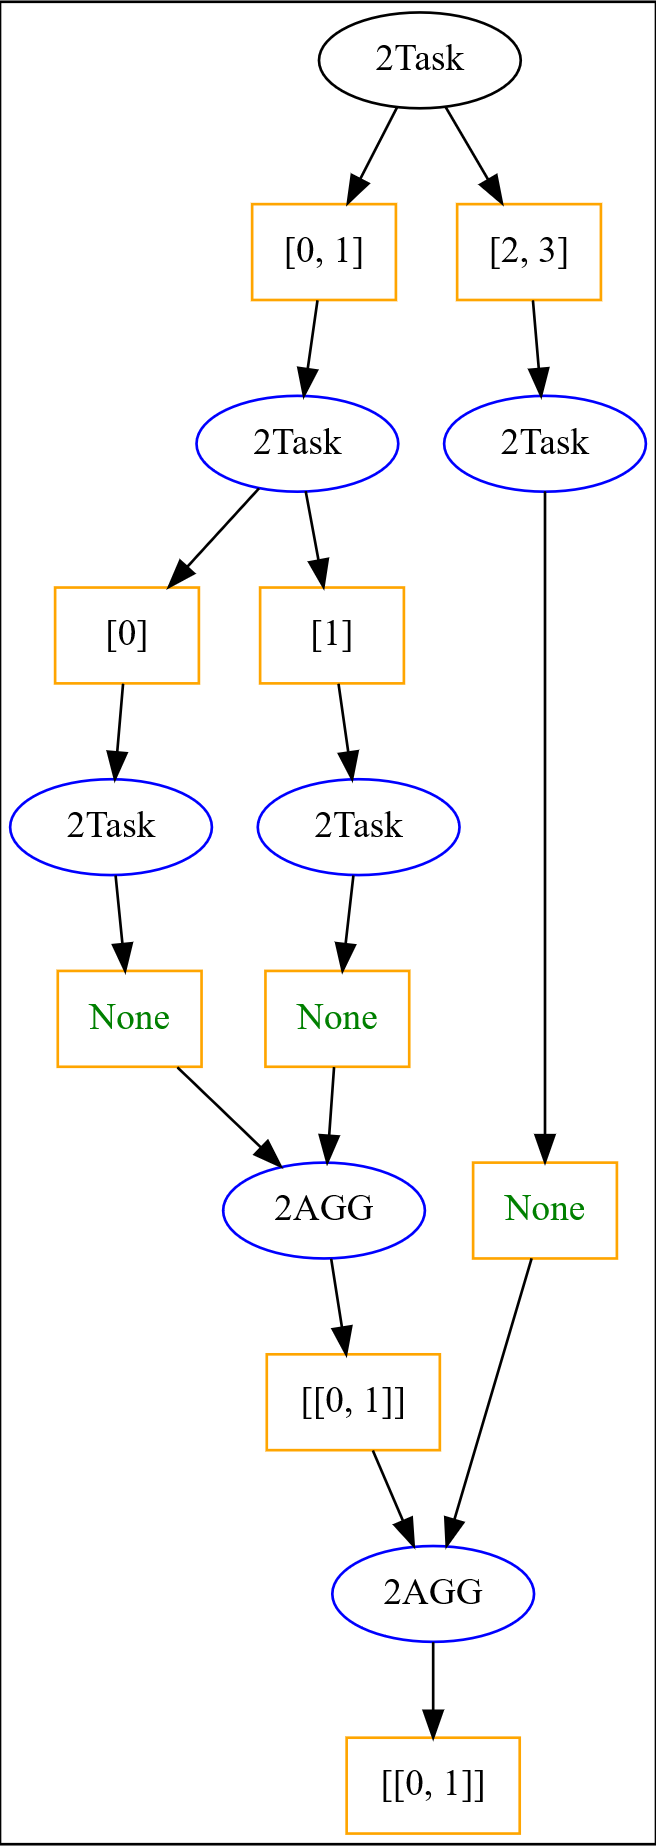 2Task
[0, 1]
[2, 3]
2Task
2Task
[0]
[1]
2Task
2Task
None
None
2AGG
None
[[0, 1]]
2AGG
[[0, 1]]